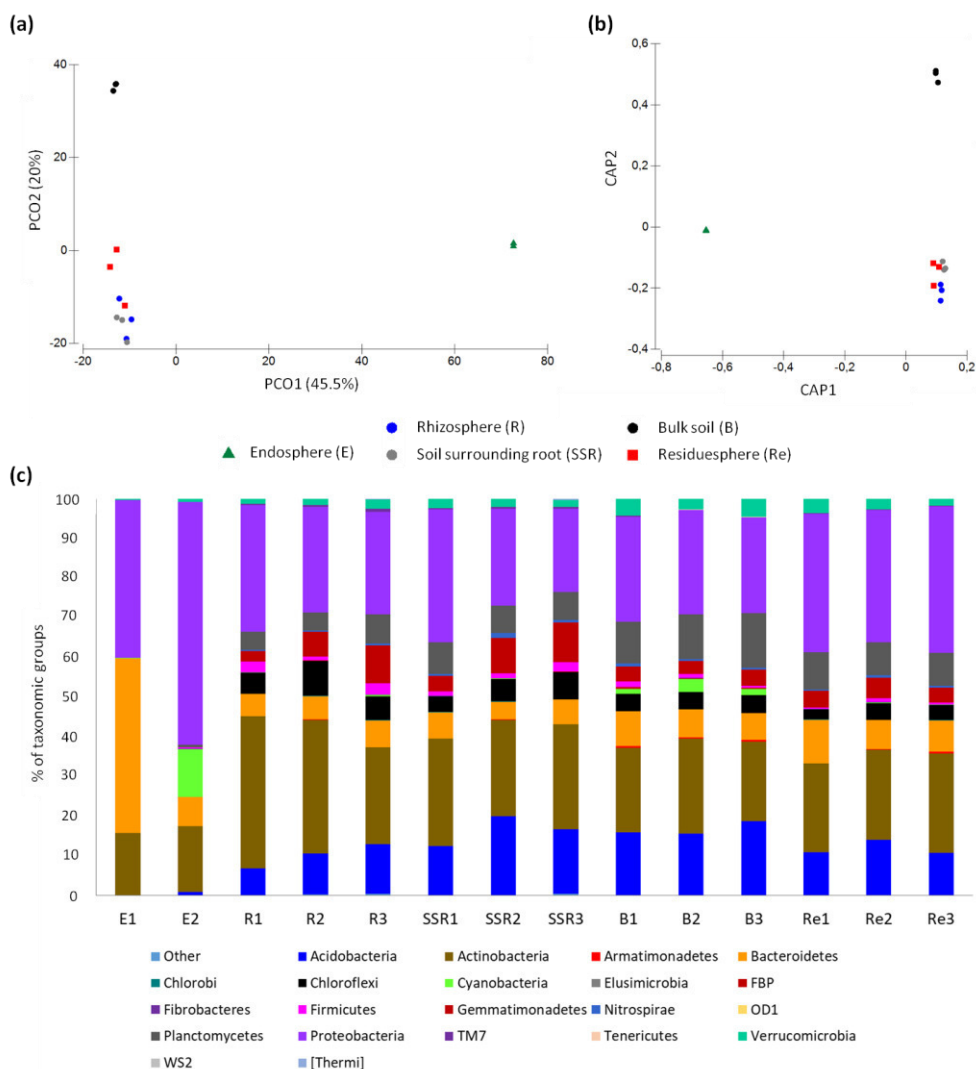 (a)
(b)
40
20
0
-20
PCO2 (20%)
-20 0 20 40 60 80
PCO1 (45.5%)
0,6
0,4
0,2
0
-0,2
-0,4
CAP2
-0,8 -0,6 -0,4 -0,2 0 0,2
CAP1
Rhizosphere (R) Bulk soil (B)
Endosphere (E) Soil surrounding root (SSR) Residuesphere (Re)
(c)
100
90
80
70
60
50
40
30
20
10
0
% of taxonomic groups
E1 E2 R1 R2 R3 SSR1 SSR2 SSR3 B1 B2 B3 Re1 Re2 Re3
Other Acidobacteria Actinobacteria Armatimonadetes Bacteroidetes
Chlorobi Chloroflexi Cyanobacteria Elusimicrobia FBP
Fibrobacteres Firmicutes Gemmatimonadetes Nitrospirae OD1
Planctomycetes Proteobacteria TM7 Tenericutes Verrucomicrobia
WS2 [Thermi]